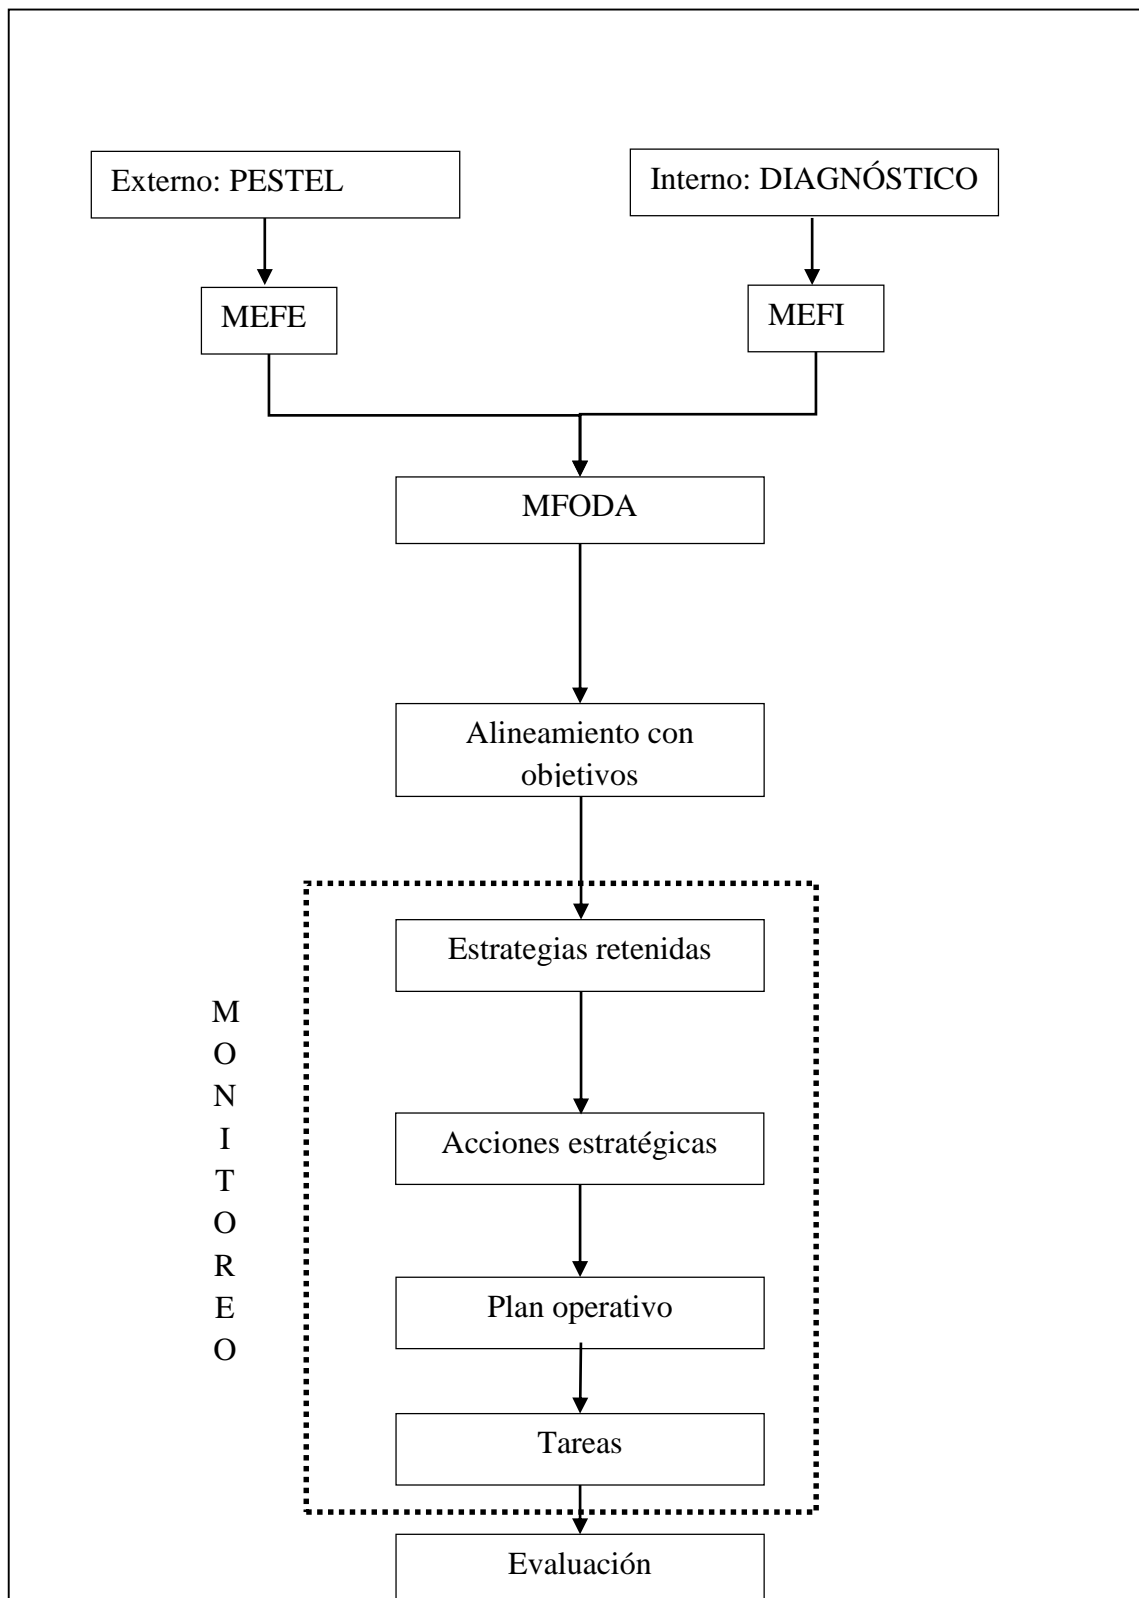 Externo: PESTEL
Interno: DIAGNÓSTICO
MEFE
MEFI
MFODA
Alineamiento con
objetivos
Estrategias retenidas
M
O
N
I
T
O
R
E
O
Acciones estratégicas
Plan operativo
Tareas
Evaluación